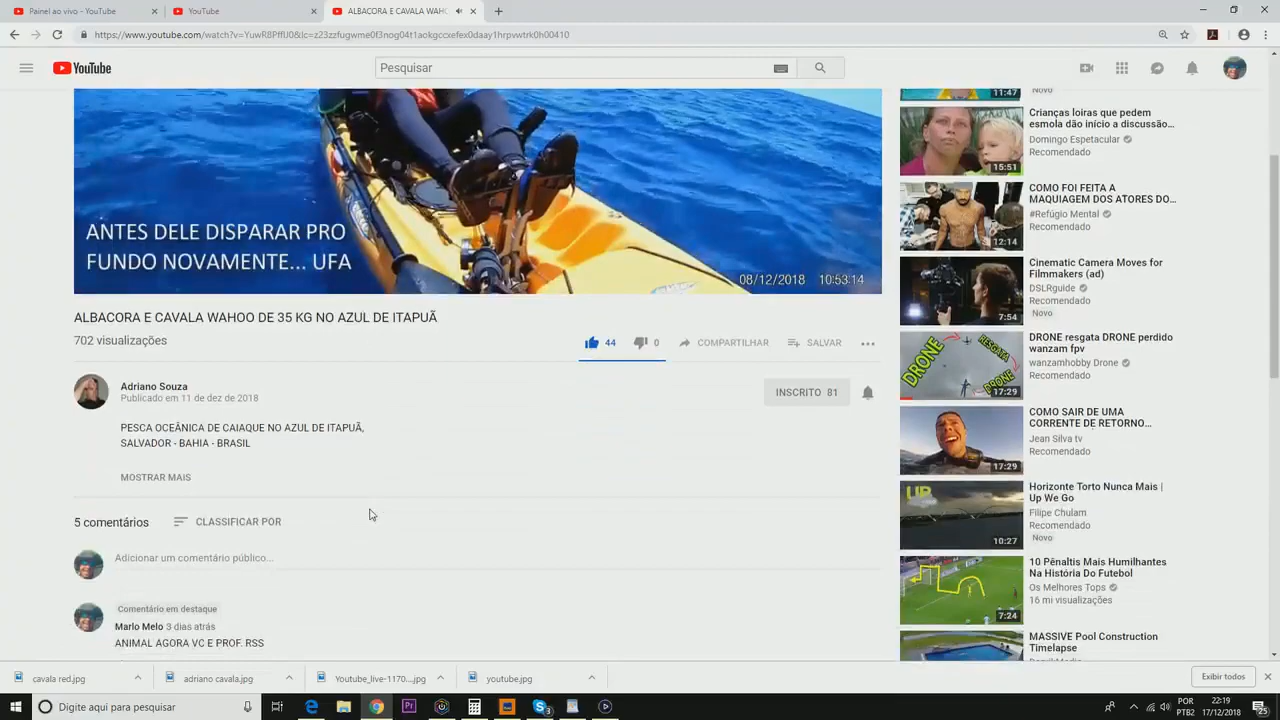 Painel ao vivo - YouTube
YouTube
ALBACORA E CAVALA WAHO
Pesquisar
YouTube
ANTES DELE DISPARAR PRO
FUNDO NOVAMENTE... UFA
08/12/2018 10:53:14
ALBACORA E CAVALA WAHOO DE 35 KG NO AZUL DE ITAPUÃ
702 visualizações
44
0
COMPARTILHAR
SALVAR
Adriano Souza
Publicado em 11 de dez de 2018
INSCRITO 81
PESCA OCEÂNICA DE CAIAQUE NO AZUL DE ITAPUÃ,
SALVADOR - BAHIA - BRASIL
MOSTRAR MAIS
5 comentários
CLASSIFICAR POR
Adicionar um comentário público...
Comentário em destaque
Marlo Melo 3 dias atrás
ANIMAL AGORA VC E PROF. RSS
11:47
Novo
Crianças loiras que pedem
esmola dão início a discussão...
Domingo Espetacular
Recomendado
15:51
COMO FOI FEITA A
MAQUIAGEM DOS ATORES DO...
#Refúgio Mental
Recomendado
12:14
Cinematic Camera Moves for
Filmmakers (ad)
DSLRguide
Recomendado
Novo
7:54
DRONE
RESGATA
DRONE
DRONE resgata DRONE perdido
wanzam fpv
wanzamhobby Drone
Recomendado
17:29
COMO SAIR DE UMA
CORRENTE DE RETORNO...
Jean Silva tv
Recomendado
17:29
UP
Horizonte Torto Nunca Mais |
Up We Go
Filipe Chulam
Recomendado
Novo
10:27
10 Pênaltis Mais Humilhantes
Na História Do Futebol
Os Melhores Tops
16 mi visualizações
7:24
MASSIVE Pool Construction
Timelapse
cavala red.jpg
adriano cavala.jpg
Youtube_live-1170....jpg
youtube.jpg
Exibir todos
Digite aqui para pesquisar
POR
PTB2
22:19
17/12/2018
25